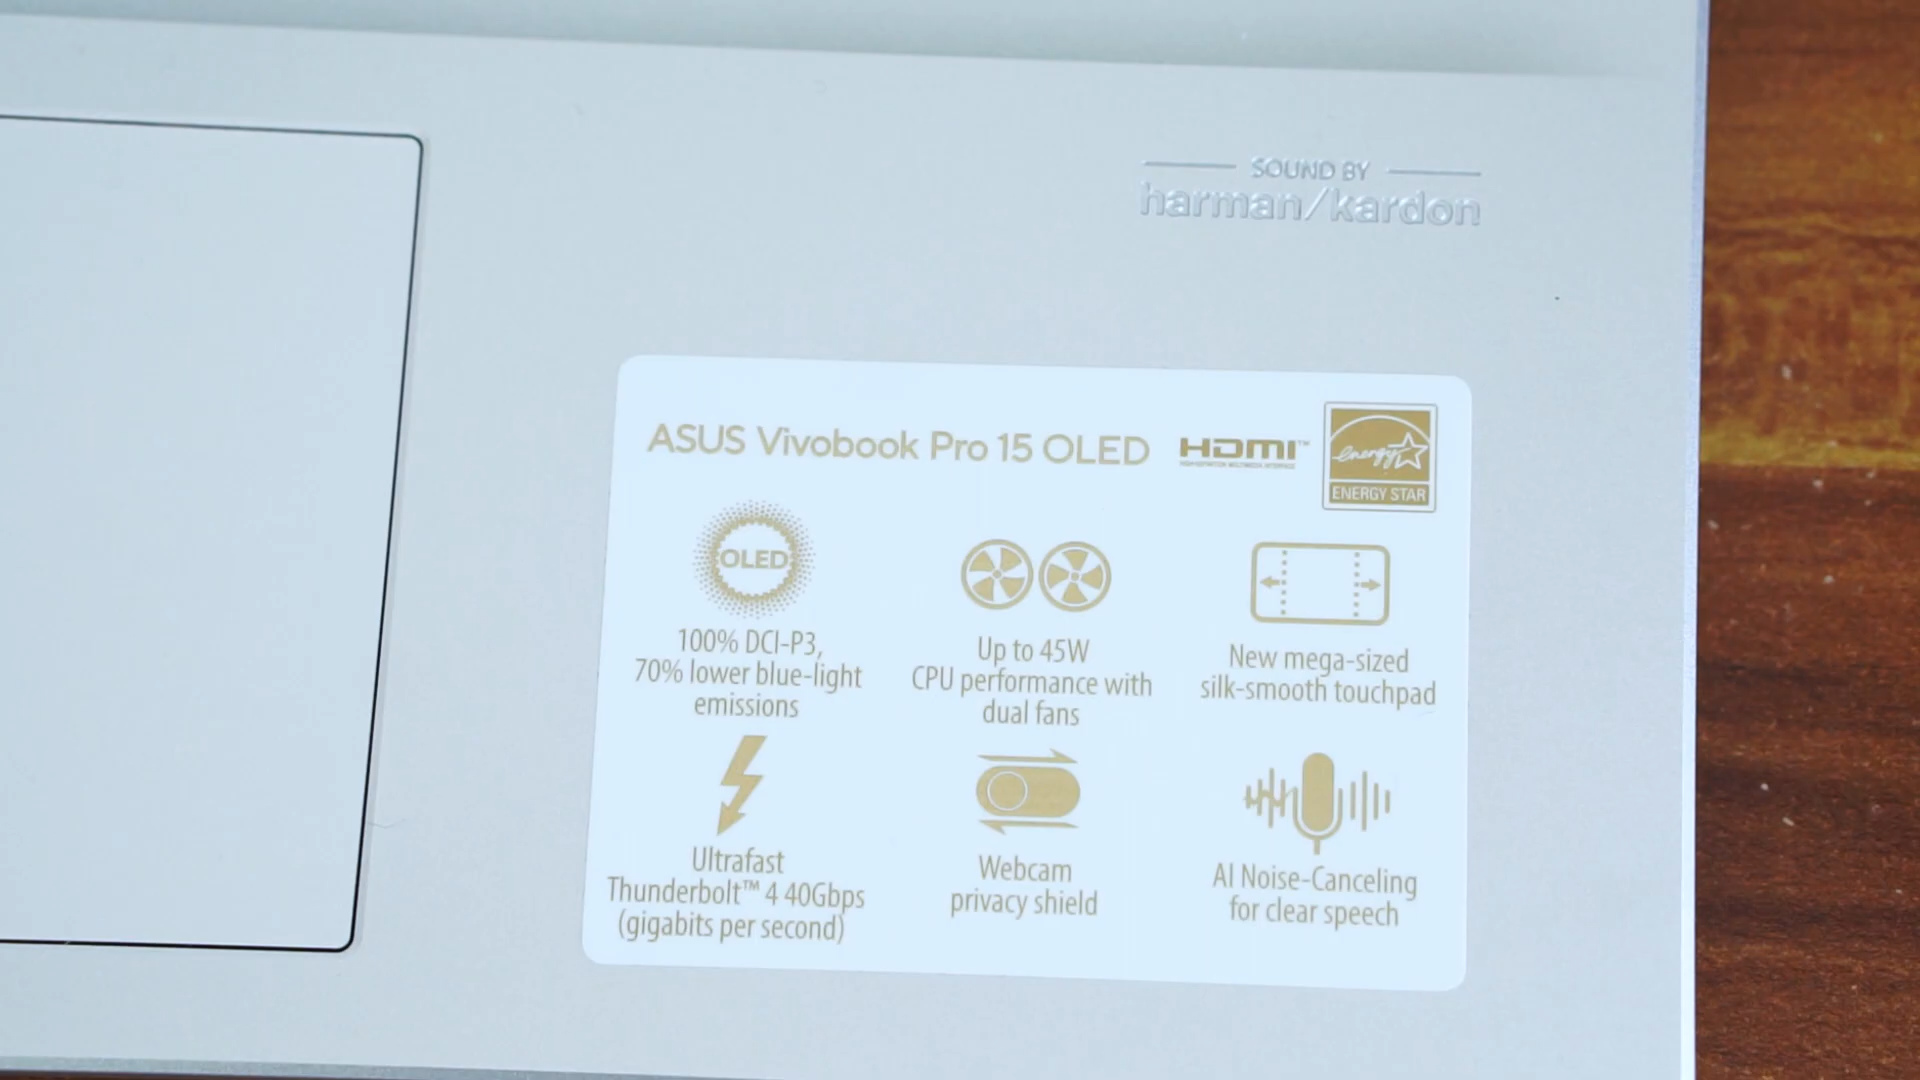 SOUND BY
harman/kardon
ASUS Vivobook Pro 15 OLED
HDMI™
energy
ENERGY STAR
OLED
100% DCI-P3,
70% lower blue-light
emissions
Up to 45W
CPU performance with
dual fans
New mega-sized
silk-smooth touchpad
Ultrafast
Thunderbolt™ 4 40Gbps
(gigabits per second)
Webcam
privacy shield
AI Noise-Canceling
for clear speech